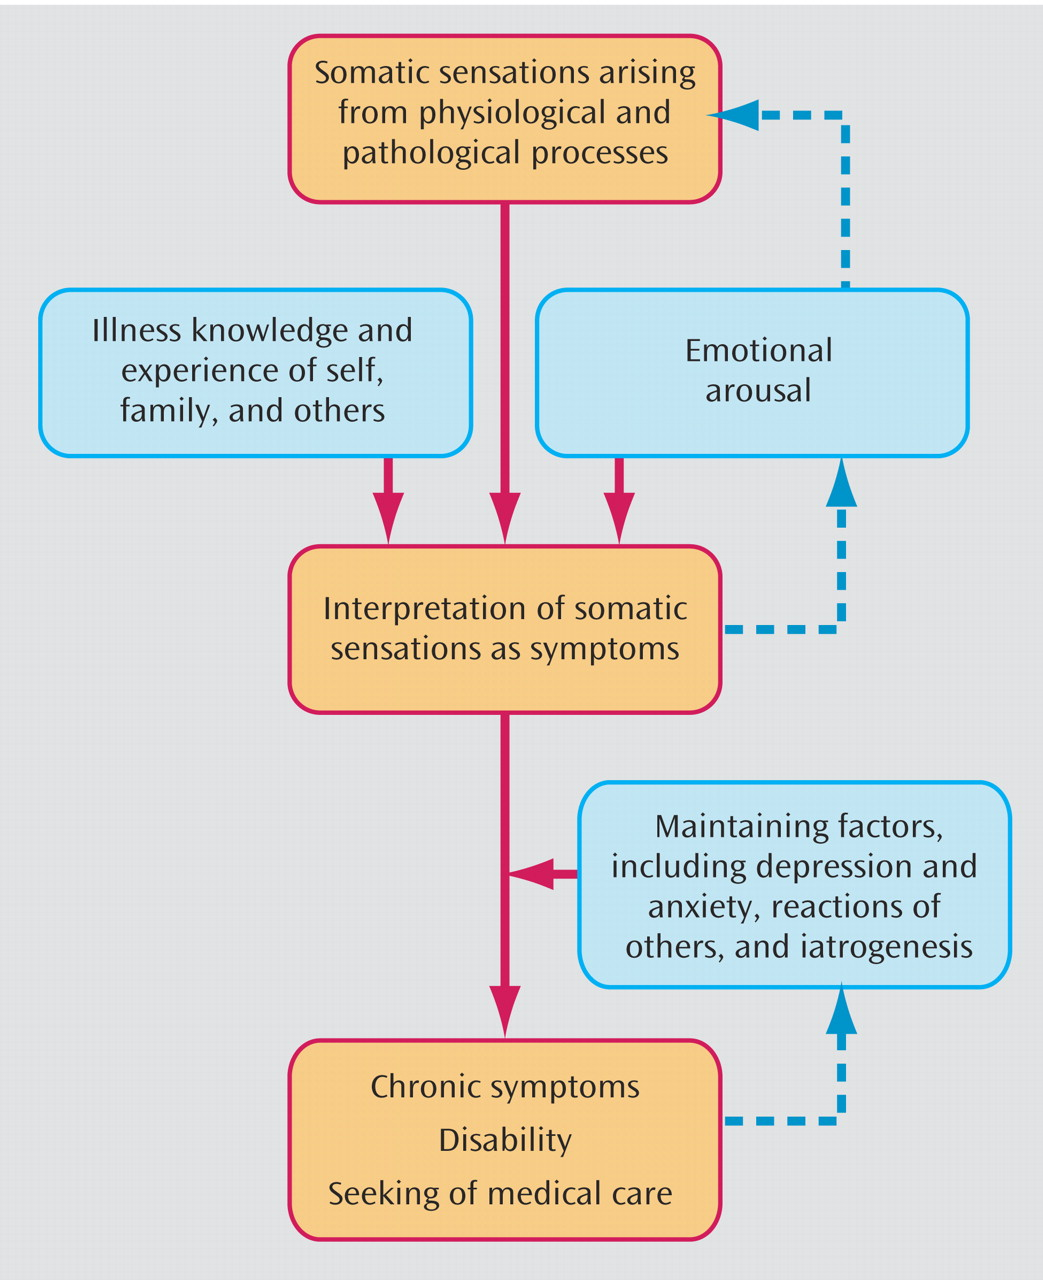 Somatic sensations arising
from physiological and
pathological processes
Illness knowledge and
experience of self,
family, and others
Emotional
arousal
Interpretation of somatic
sensations as symptoms
Maintaining factors,
including depression and
anxiety, reactions of
others, and iatrogenesis
Chronic symptoms
Disability
Seeking of medical care